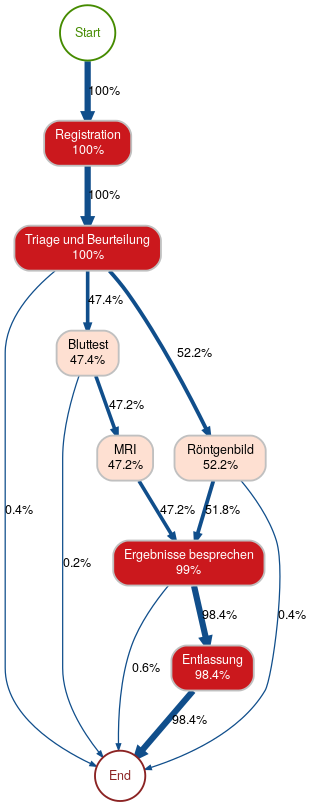 Start
100%
Registration
100%
100%
Triage und Beurteilung
100%
47.4%
52.2%
Bluttest
47.4%
47.2%
MRI
47.2%
Röntgenbild
52.2%
0.4%
47.2%
51.8%
Ergebnisse besprechen
99%
0.2%
98.4%
0.4%
Entlassung
98.4%
0.6%
98.4%
End